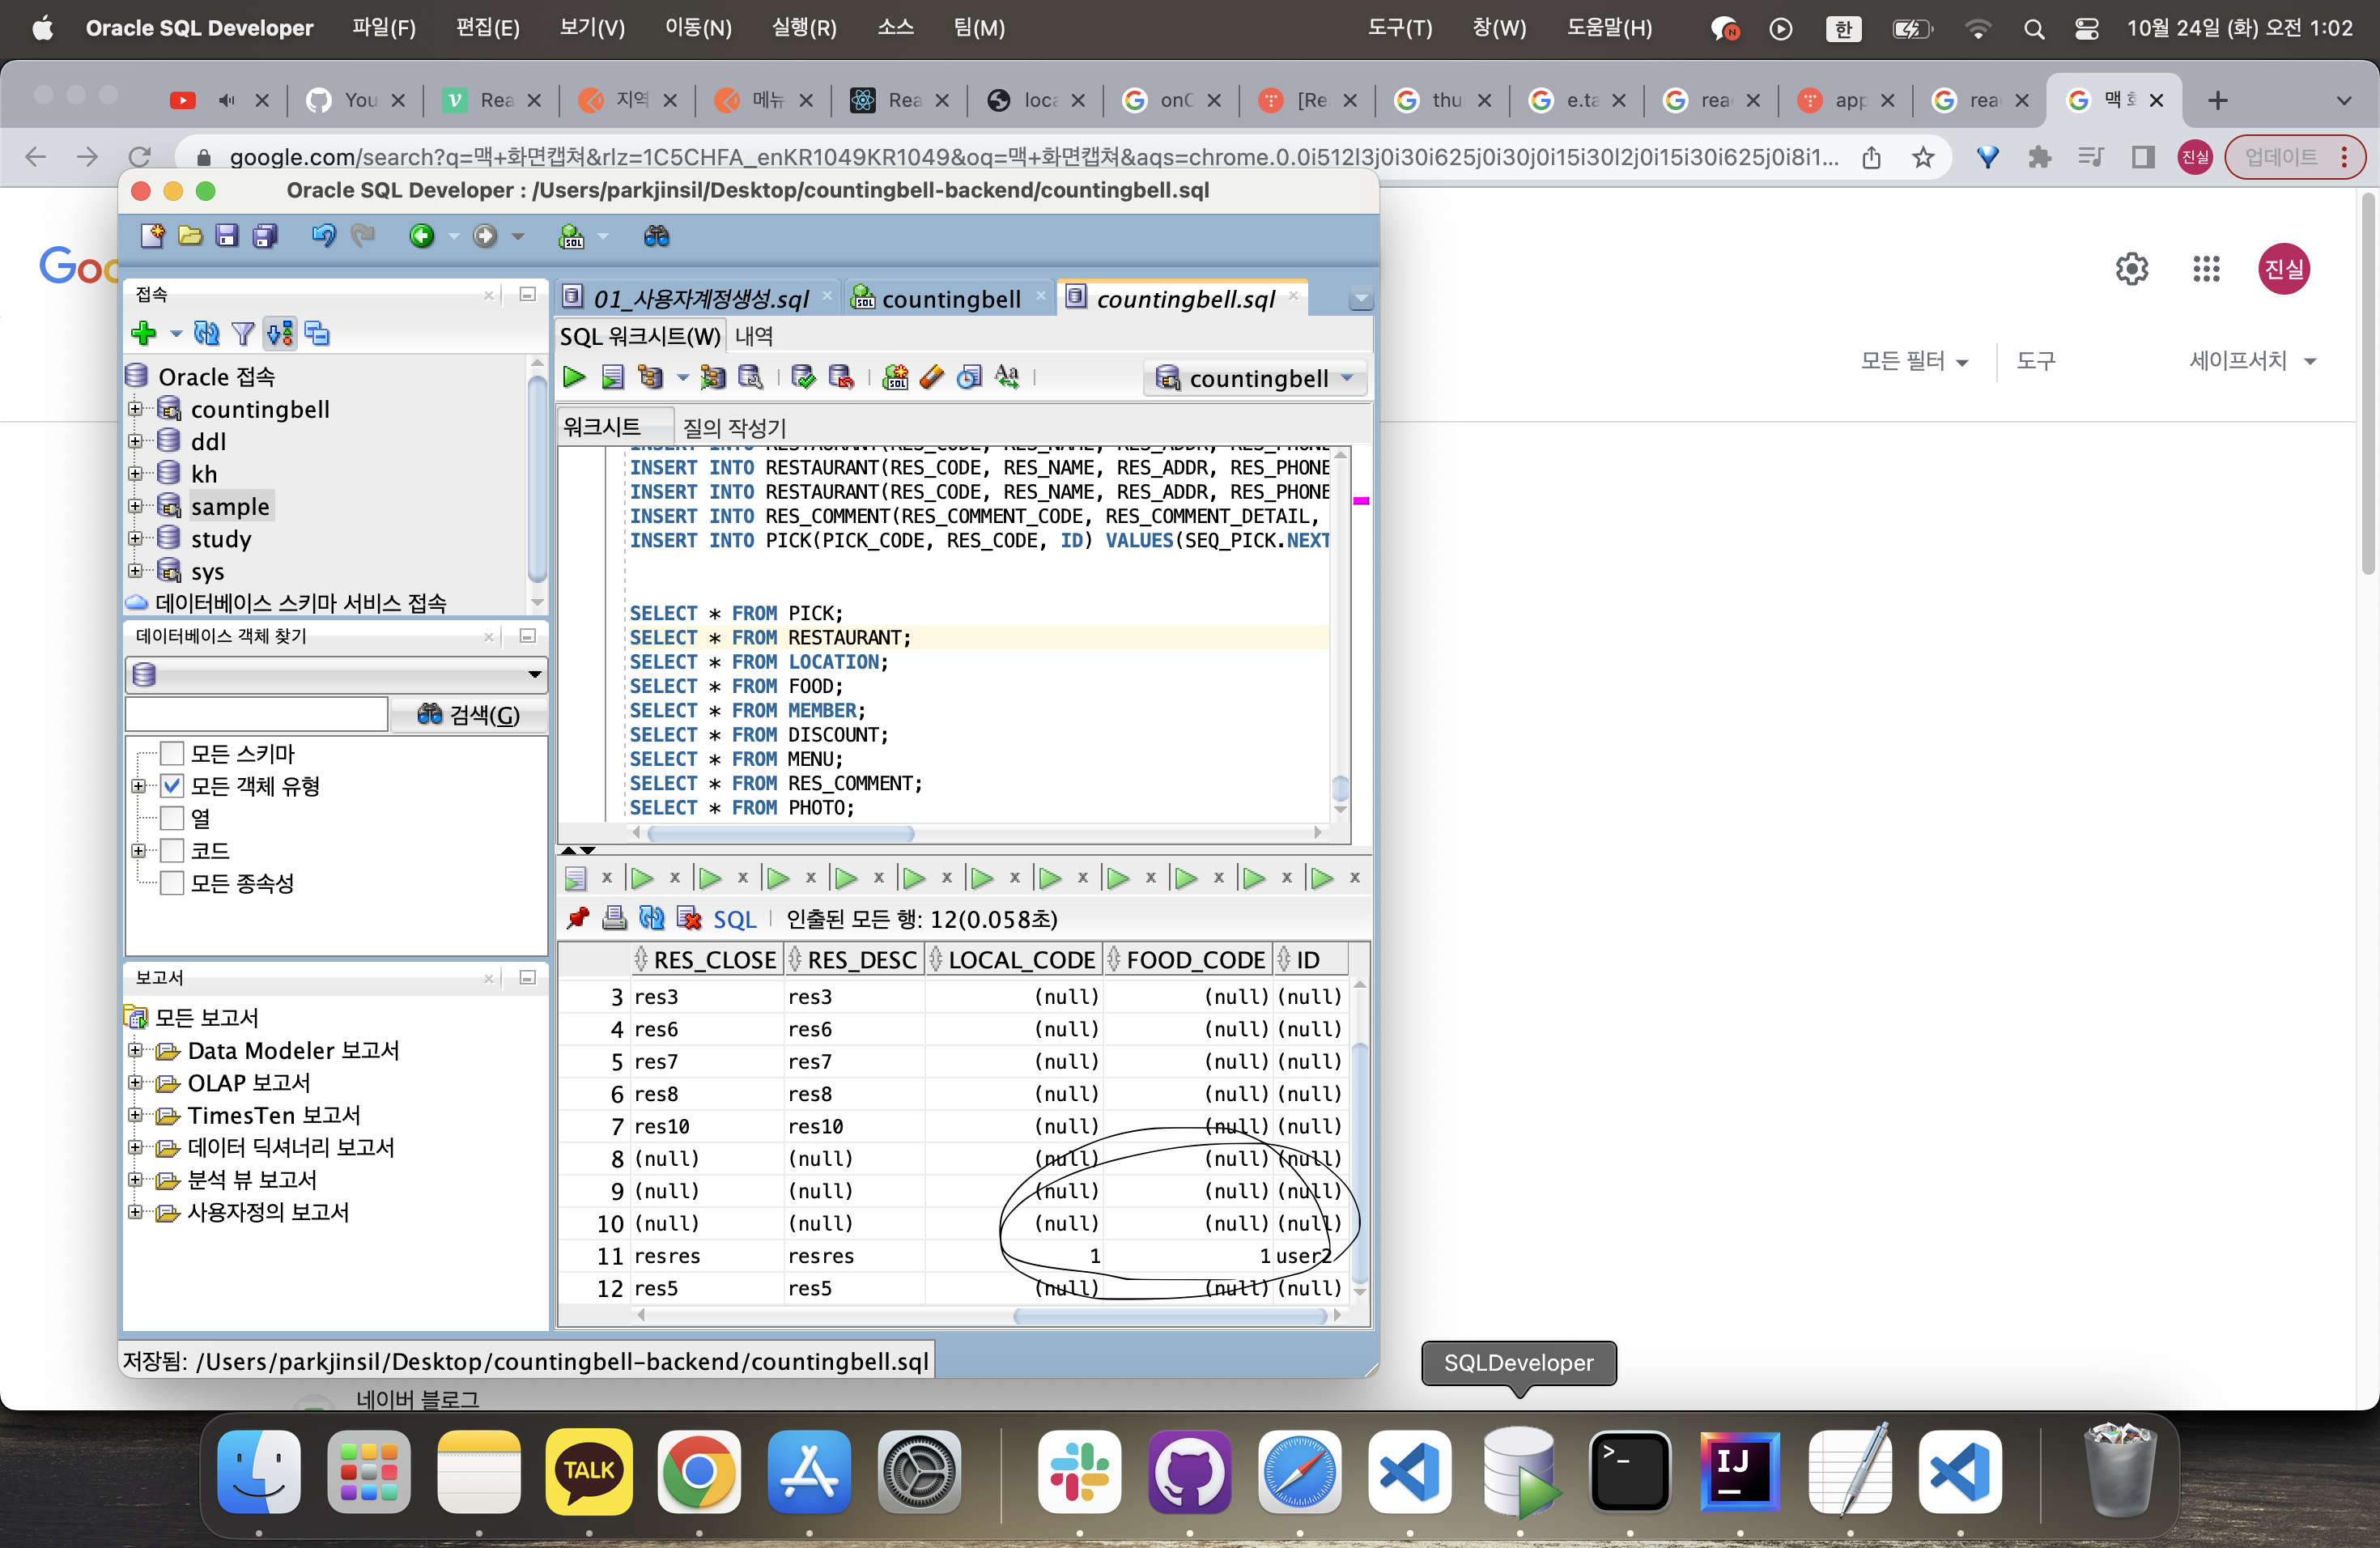 Oracle SQL Developer 파일(F) 편집(E) 보기(V) 이동(N) 실행(R) 소스 팀(M) 도구(T) 창(W) 도움말(H) 한 10월 24일 (화) 오전 1:02
You Rea 지역 메뉴 Rea loca onC [Re thu e.ta reac app rea 맥
google.com/search?q=맥+화면캡쳐&rlz=1C5CHFA_enKR1049KR1049&oq=맥+화면캡쳐&aqs=chrome.0.0i512l3j0i30i625j0i30j0i15i30l2j0i15i30i625j0i8i1... 진실 업데이트
Oracle SQL Developer : /Users/parkjinsil/Desktop/countingbell-backend/countingbell.sql
Goo 진실
모든 필터 도구 세이프서치
접속
Oracle 접속
countingbell
ddl
kh
sample
study
sys
데이터베이스 스키마 서비스 접속
데이터베이스 객체 찾기
검색(G)
모든 스키마
모든 객체 유형
열
코드
모든 종속성
보고서
모든 보고서
Data Modeler 보고서
OLAP 보고서
TimesTen 보고서
데이터 딕셔너리 보고서
분석 뷰 보고서
사용자정의 보고서
01_사용자계정생성.sql countingbell countingbell.sql
SQL 워크시트(W) 내역
countingbell
워크시트 질의 작성기
INSERT INTO RESTAURANT(RES_CODE, RES_NAME, RES_ADDR, RES_PHONE
INSERT INTO RESTAURANT(RES_CODE, RES_NAME, RES_ADDR, RES_PHONE
INSERT INTO RESTAURANT(RES_CODE, RES_NAME, RES_ADDR, RES_PHONE
INSERT INTO RES_COMMENT(RES_COMMENT_CODE, RES_COMMENT_DETAIL,
INSERT INTO PICK(PICK_CODE, RES_CODE, ID) VALUES(SEQ_PICK.NEXT
SELECT * FROM PICK;
SELECT * FROM RESTAURANT;
SELECT * FROM LOCATION;
SELECT * FROM FOOD;
SELECT * FROM MEMBER;
SELECT * FROM DISCOUNT;
SELECT * FROM MENU;
SELECT * FROM RES_COMMENT;
SELECT * FROM PHOTO;
SQL 인출된 모든 행: 12(0.058초)
RES_CLOSE RES_DESC LOCAL_CODE FOOD_CODE ID
3 res3 res3 (null) (null) (null)
4 res6 res6 (null) (null) (null)
5 res7 res7 (null) (null) (null)
6 res8 res8 (null) (null) (null)
7 res10 res10 (null) (null) (null)
8 (null) (null) (null) (null) (null)
9 (null) (null) (null) (null) (null)
10 (null) (null) (null) (null) (null)
11 resres resres 1 1 user2
12 res5 res5 (null) (null) (null)
저장됨: /Users/parkjinsil/Desktop/countingbell-backend/countingbell.sql
SQLDeveloper
네이버 블로그
TALK
IJ